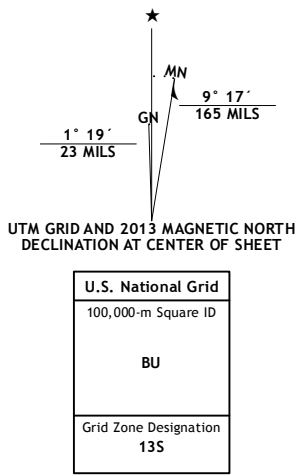 MN
GN
9° 17´
165 MILS
1° 19´
23 MILS
UTM GRID AND 2013 MAGNETIC NORTH
DECLINATION AT CENTER OF SHEET
U.S. National Grid
100,000-m Square ID
BU
Grid Zone Designation
13S